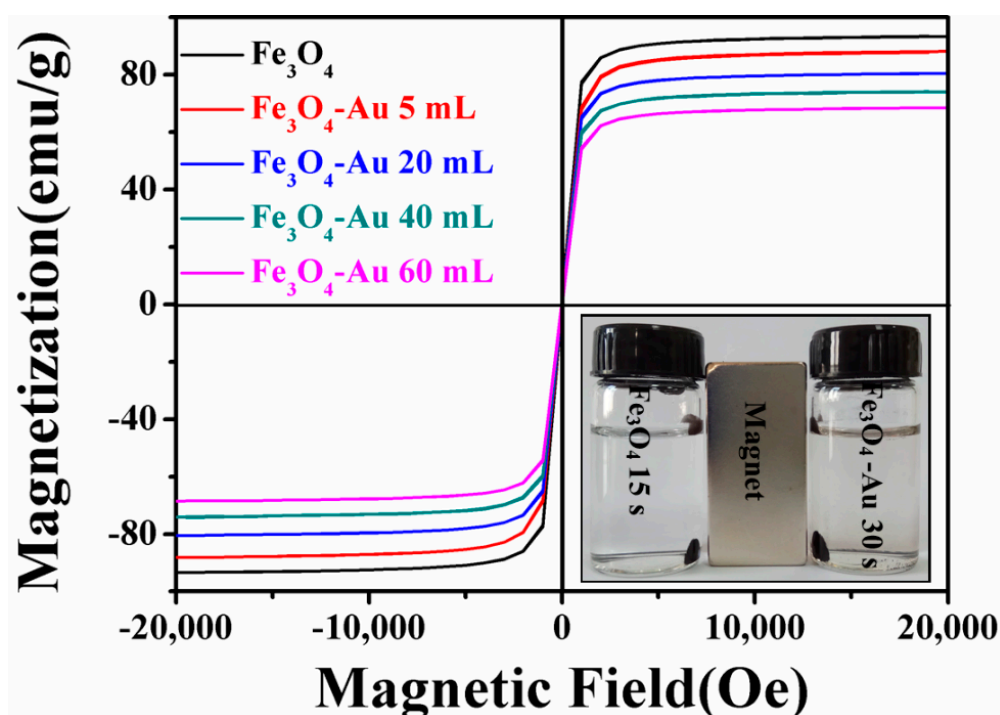 Fe₃O₄
Fe₃O₄-Au 5 mL
Fe₃O₄-Au 20 mL
Fe₃O₄-Au 40 mL
Fe₃O₄-Au 60 mL
Magnetization(emu/g)
80
40
0
-40
-80
Fe₃O₄ 15 s
Magnet
Fe₃O₄-Au 30 s
-20,000 -10,000 0 10,000 20,000
Magnetic Field(Oe)